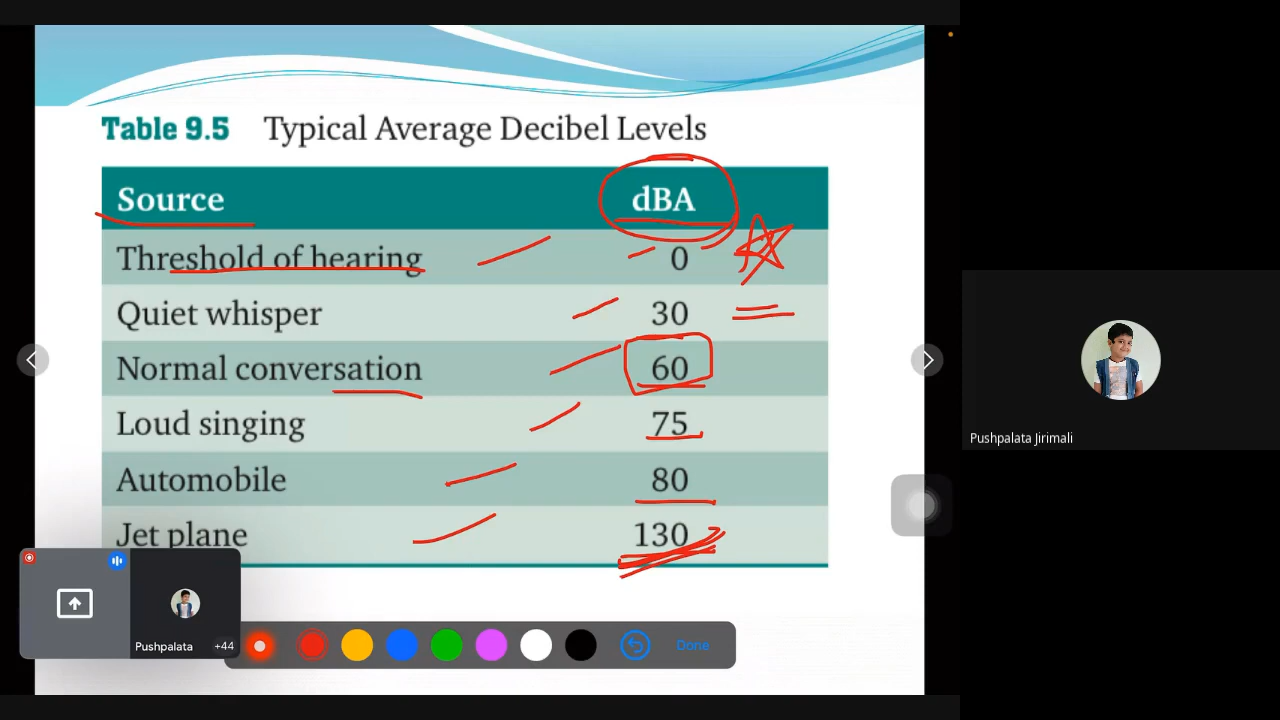 Table 9.5 Typical Average Decibel Levels
Source dBA
Threshold of hearing 0
Quiet whisper 30
Normal conversation 60
Loud singing 75
Automobile 80
Jet plane 130
Pushpalata Jirimali
Pushpalata +44
Done